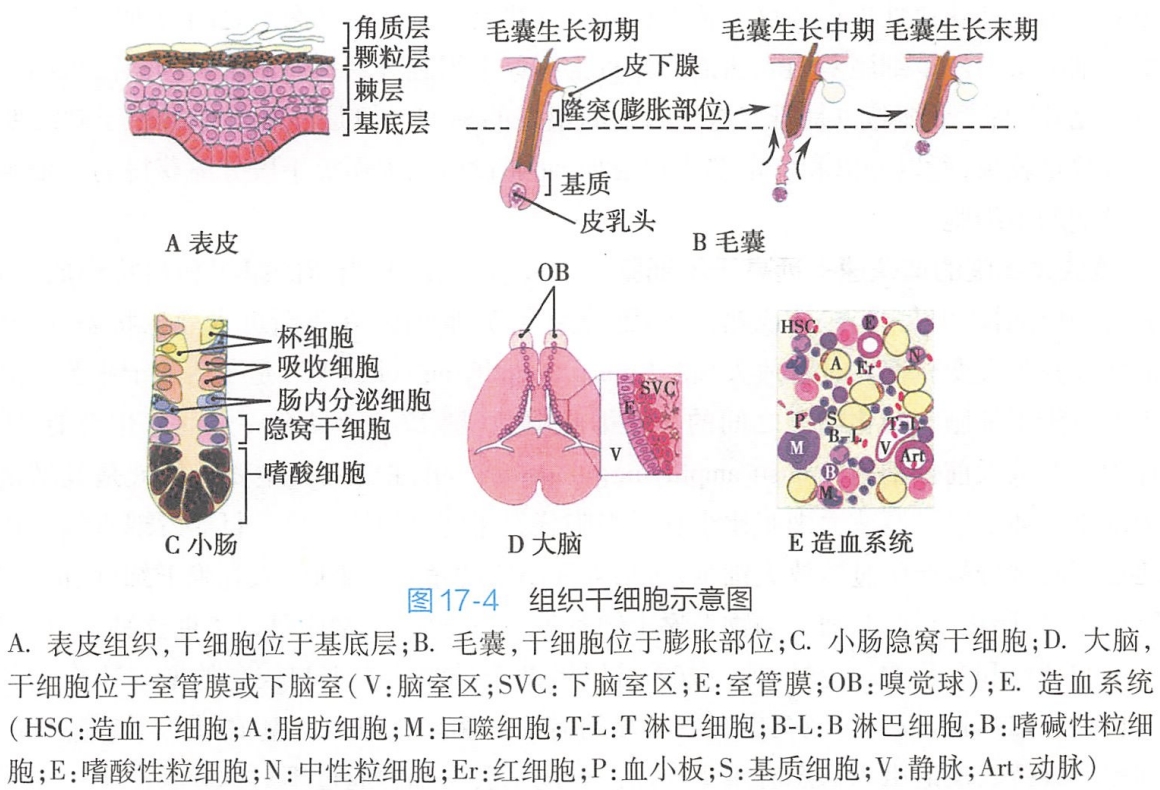 角质层
颗粒层
棘层
基底层
A 表皮
毛囊生长初期
毛囊生长中期
毛囊生长末期
皮下腺
隆突(膨胀部位)
基质
皮乳头
B 毛囊
杯细胞
吸收细胞
肠内分泌细胞
隐窝干细胞
嗜酸细胞
C 小肠
OB
SVC
E
V
D 大脑
HSC
E
A
Er
N
P
S
B-L
T-L
M
V
Art
B
M
E 造血系统
图17-4 组织干细胞示意图
A. 表皮组织,干细胞位于基底层;B. 毛囊,干细胞位于膨胀部位;C. 小肠隐窝干细胞;D. 大脑,
干细胞位于室管膜或下脑室(V:脑室区;SVC:下脑室区;E:室管膜;OB:嗅觉球);E. 造血系统
(HSC:造血干细胞;A:脂肪细胞;M:巨噬细胞;T-L:T 淋巴细胞;B-L:B 淋巴细胞;B:嗜碱性粒细
胞;E:嗜酸性粒细胞;N:中性粒细胞;Er:红细胞;P:血小板;S:基质细胞;V:静脉;Art:动脉)